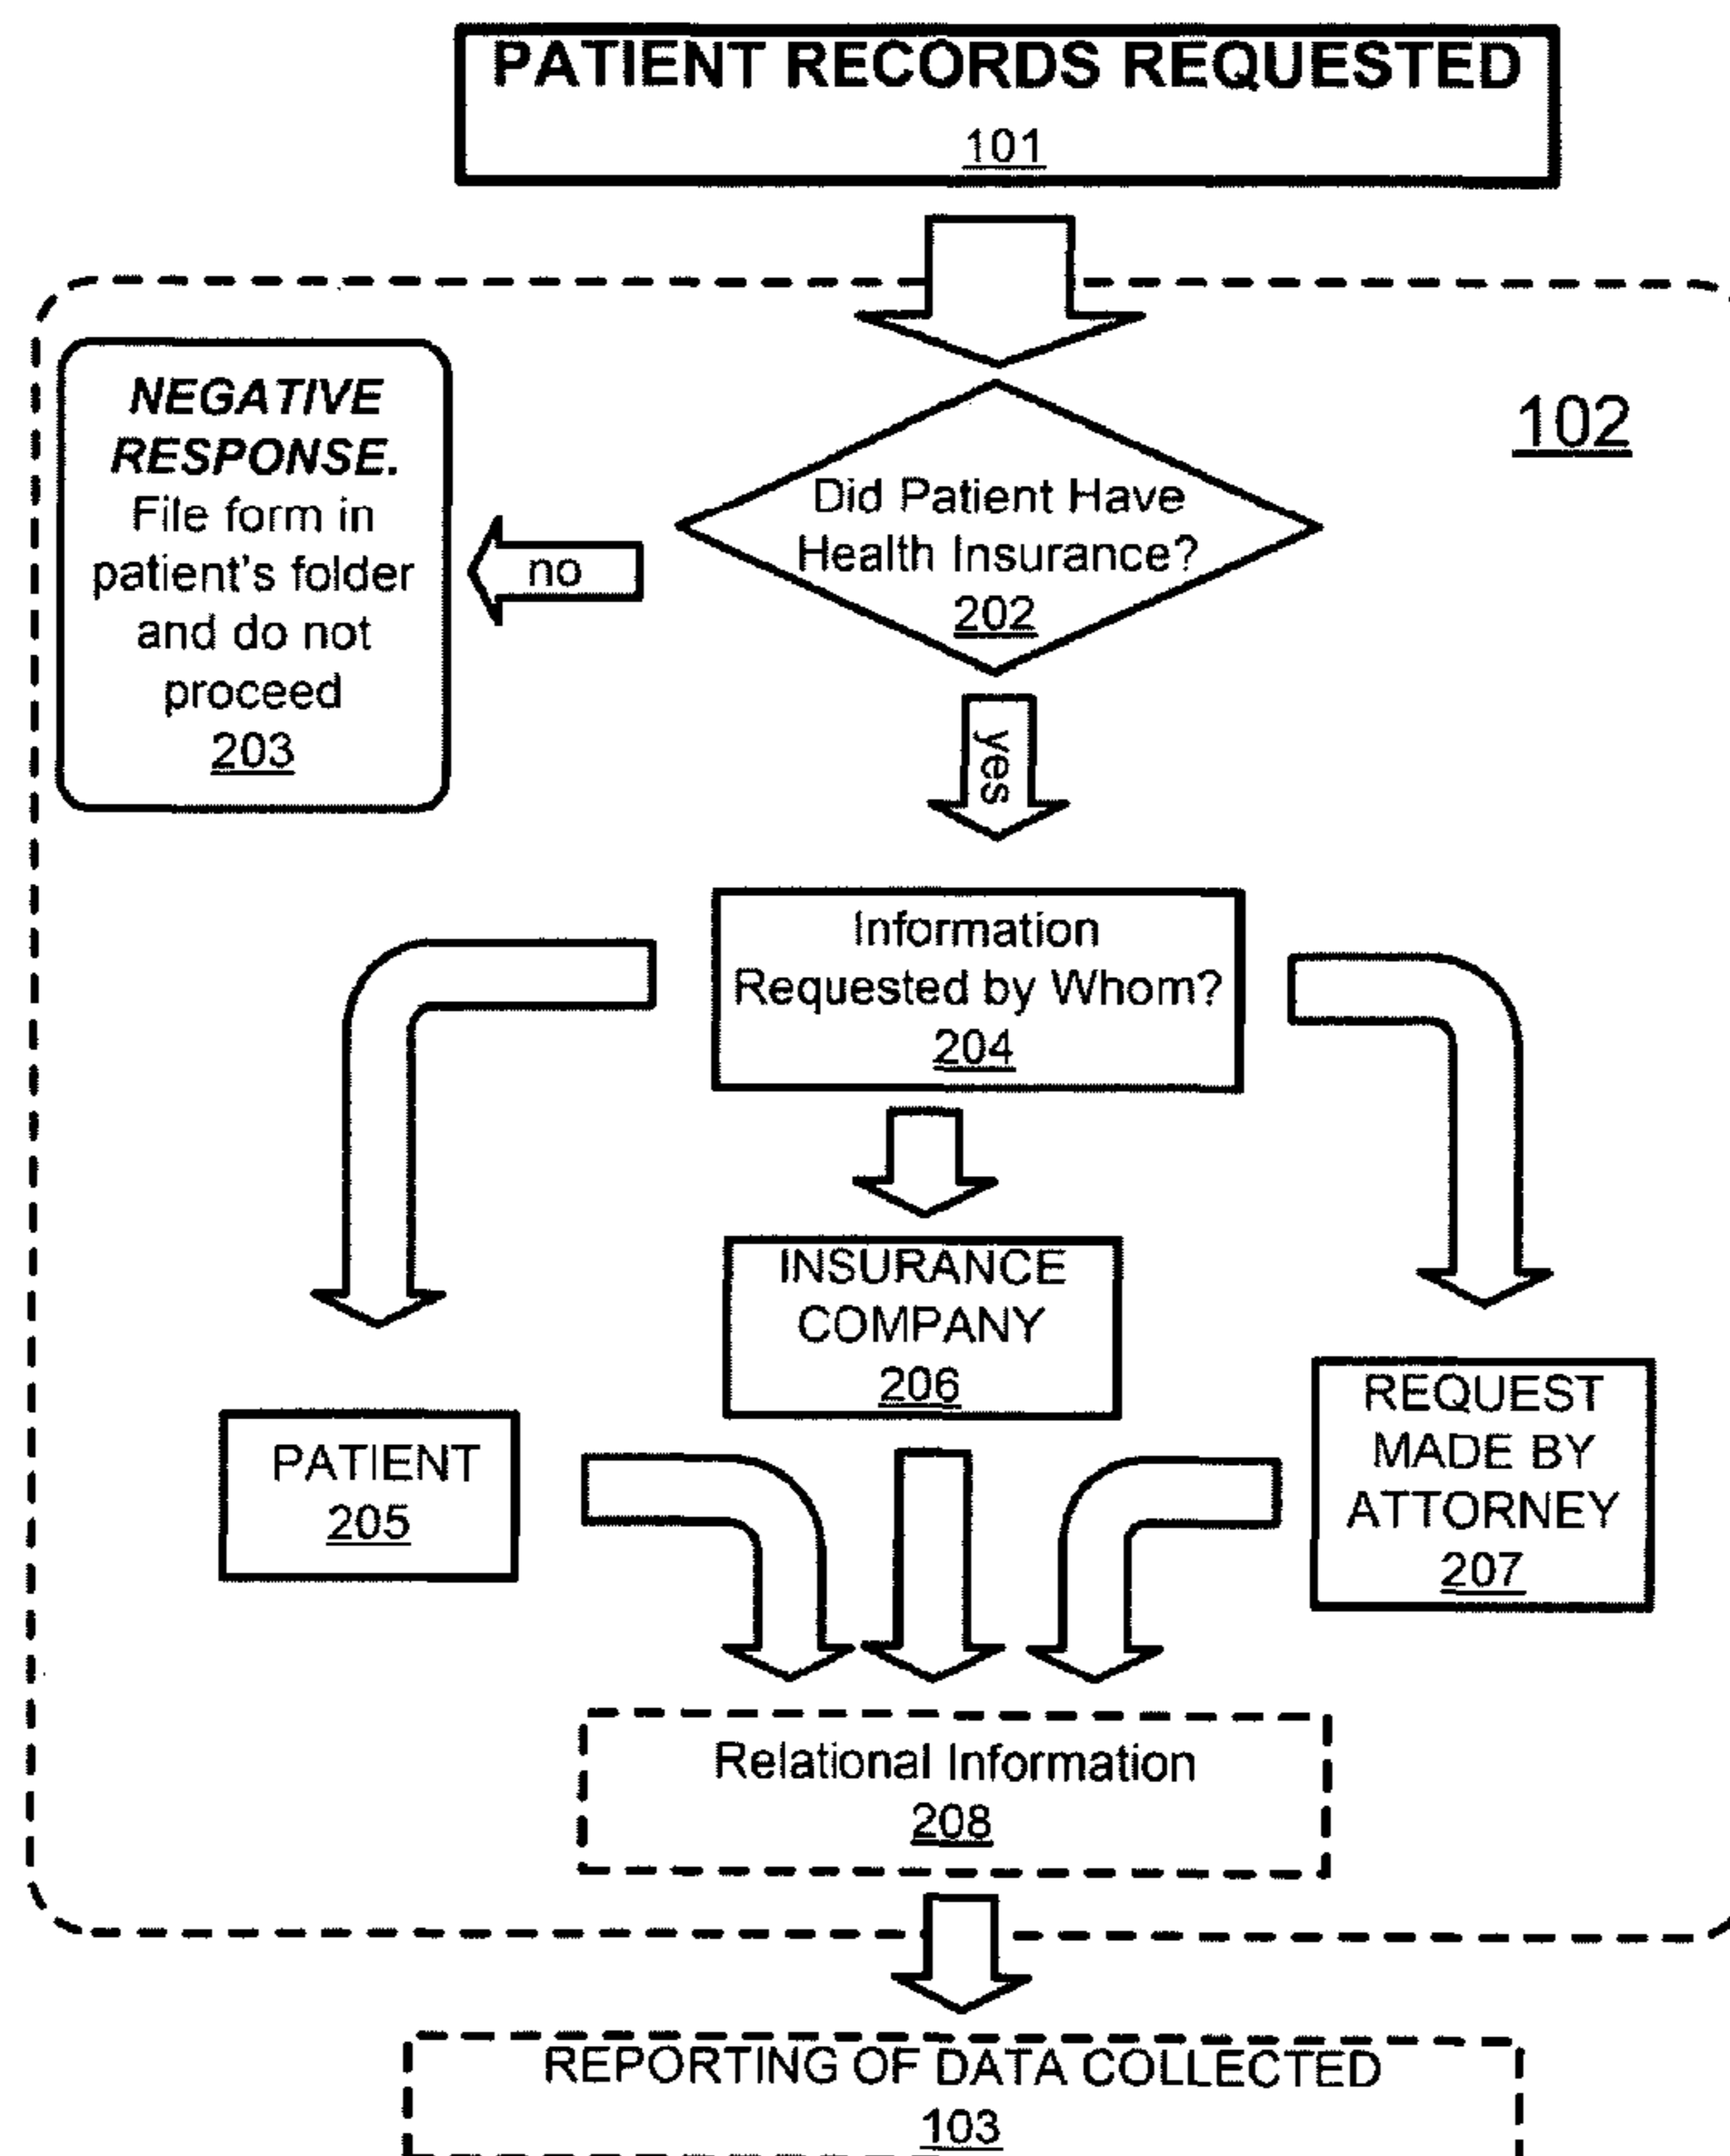 PATIENT RECORDS REQUESTED
101
102
NEGATIVE
RESPONSE.
File form in
patient's folder
and do not
proceed
203
no
Did Patient Have
Health Insurance?
202
yes
Information
Requested by Whom?
204
INSURANCE
COMPANY
206
PATIENT
205
REQUEST
MADE BY
ATTORNEY
207
Relational Information
208
REPORTING OF DATA COLLECTED
103